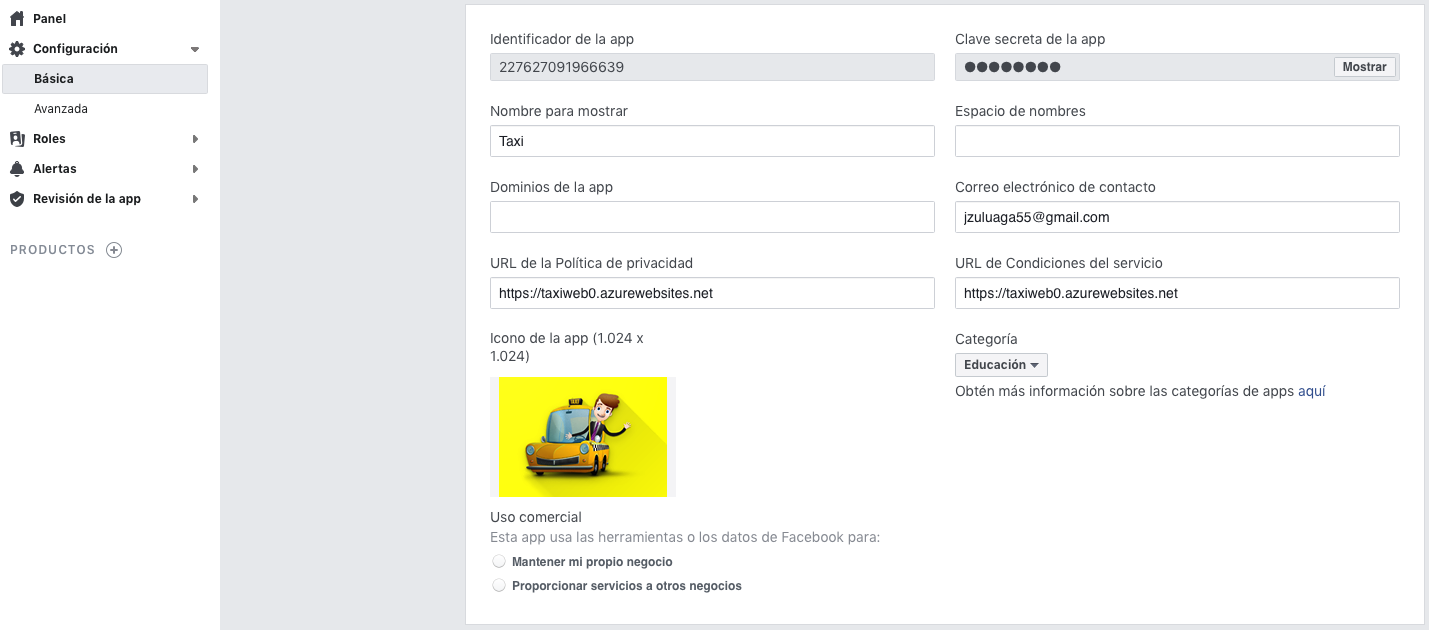 Panel
Configuración
Básica
Avanzada
Roles
Alertas
Revisión de la app
PRODUCTOS
Identificador de la app
227627091966639
Clave secreta de la app
●●●●●●●●
Mostrar
Nombre para mostrar
Taxi
Espacio de nombres
Dominios de la app
Correo electrónico de contacto
jzuluaga55@gmail.com
URL de la Política de privacidad
https://taxiweb0.azurewebsites.net
URL de Condiciones del servicio
https://taxiweb0.azurewebsites.net
Icono de la app (1.024 x
1.024)
TAXI
Categoría
Educación
Obtén más información sobre las categorías de apps aquí
Uso comercial
Esta app usa las herramientas o los datos de Facebook para:
Mantener mi propio negocio
Proporcionar servicios a otros negocios